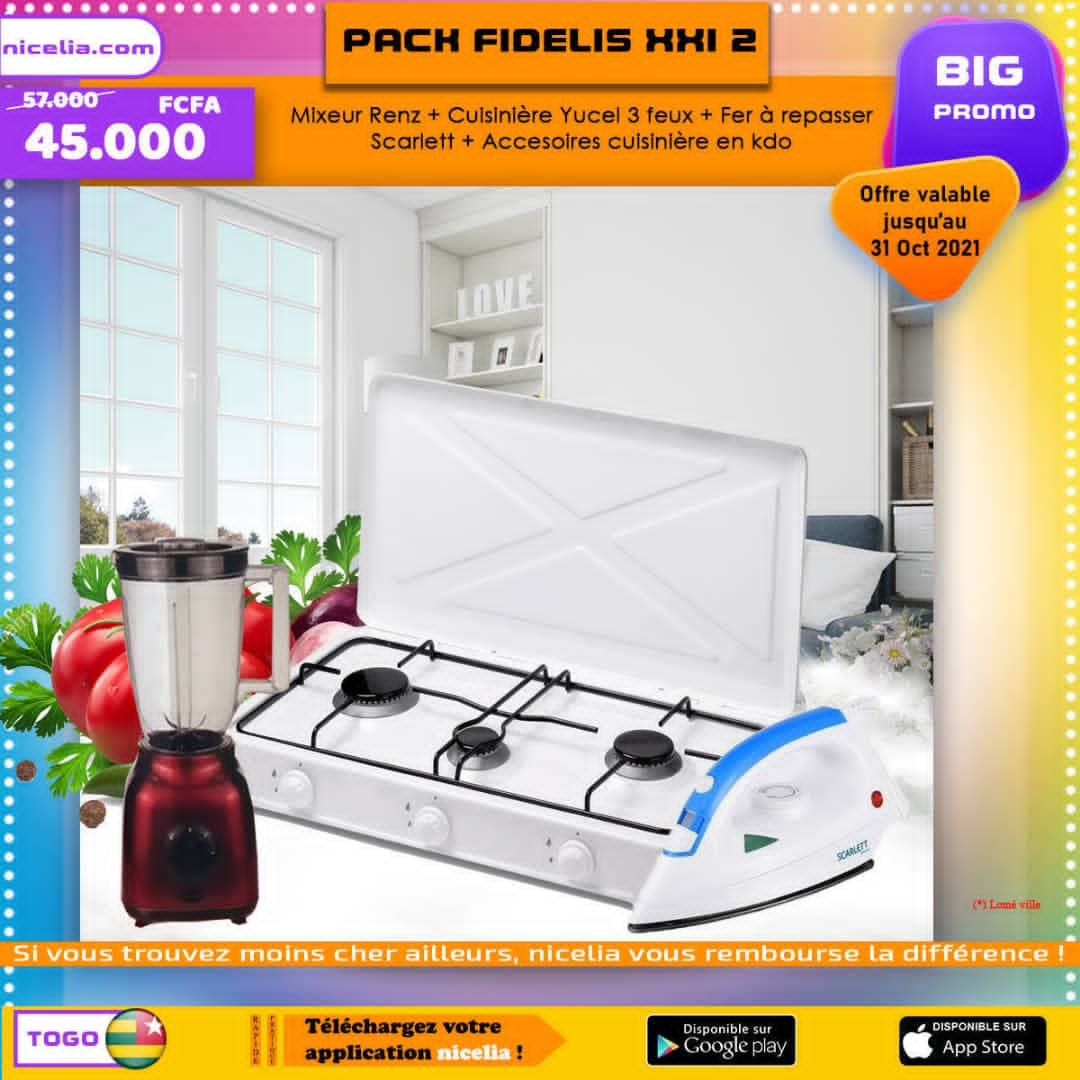 nicelia.com
PACK FIDELIS XXI 2
BIG
PROMO
57.000 FCFA
45.000
Mixeur Renz + Cuisinière Yucel 3 feux + Fer à repasser
Scarlett + Accesoires cuisinière en kdo
Offre valable
jusqu'au
31 Oct 2021
LOVE
SCARLETT
(*) Lomé ville
Si vous trouvez moins cher ailleurs, nicelia vous rembourse la différence !
TOGO
RAPIDE
PRATIQUE
Téléchargez votre
application nicelia !
Disponible sur
Google play
DISPONIBLE SUR
App Store